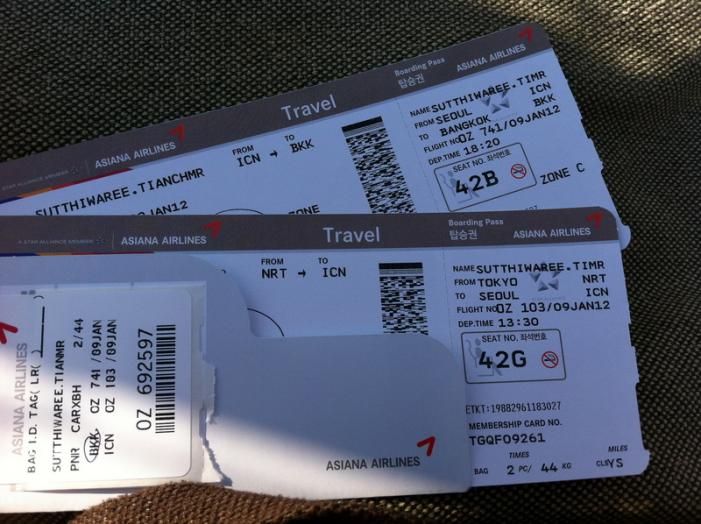 Boarding Pass
탑승권
ASIANA AIRLINES
Travel
A STAR ALLIANCE MEMBER
ASIANA AIRLINES
FROM TO
ICN → BKK
SUTTHIWAREE.TIANCHMR
JAN12
ZONE
NAME SUTTHIWAREE.TIMR
FROM SEOUL ICN
TO BANGKOK BKK
FLIGHT NO OZ 741/09JAN12
DEP.TIME 18:20
SEAT NO. 좌석번호
42B
ZONE C
A STAR ALLIANCE MEMBER
ASIANA AIRLINES
Travel
Boarding Pass
탑승권
ASIANA AIRLINES
FROM TO
NRT → ICN
NAME SUTTHIWAREE.TIMR
FROM TOKYO NRT
TO SEOUL ICN
FLIGHT NO OZ 103/09JAN12
DEP.TIME 13:30
SEAT NO. 좌석번호
42G
ETKT:19882961183027
MEMBERSHIP CARD NO.
TGQF09261
TIMES MILES
BAG 2 PC/ 44 KG CLS YS
ASIANA AIRLINES
ASIANA AIRLINES
BAG I.D. TAG( LBR( )
SUTTHIWAREE.TIANMR
PNR CARXBH 2/44
BKK OZ 741 /09JAN
ICN OZ 103 /09JAN
OZ 692597